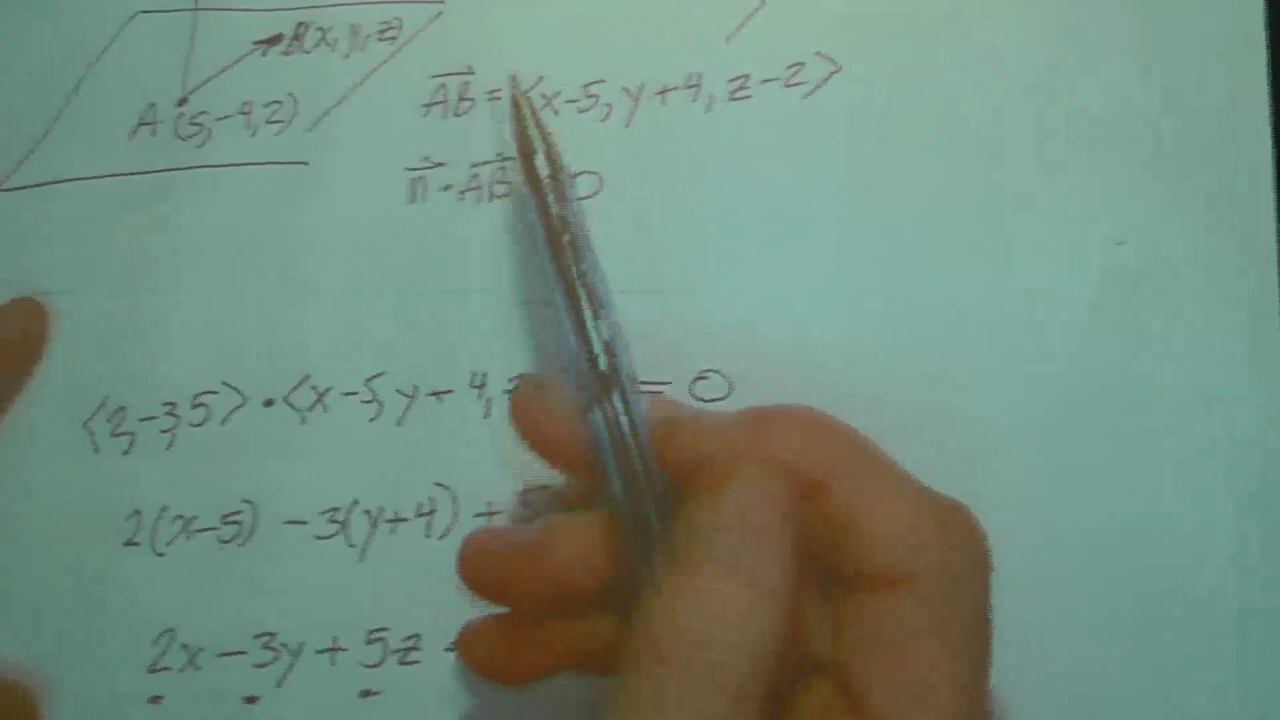 B(x, y, z)
A (5, -4, 2)
AB = <x-5, y+4, z-2>
n · AB = 0
<2, -3, 5> · <x-5, y+4, = 0
2(x-5) -3(y+4) + 5
2x -3y + 5z